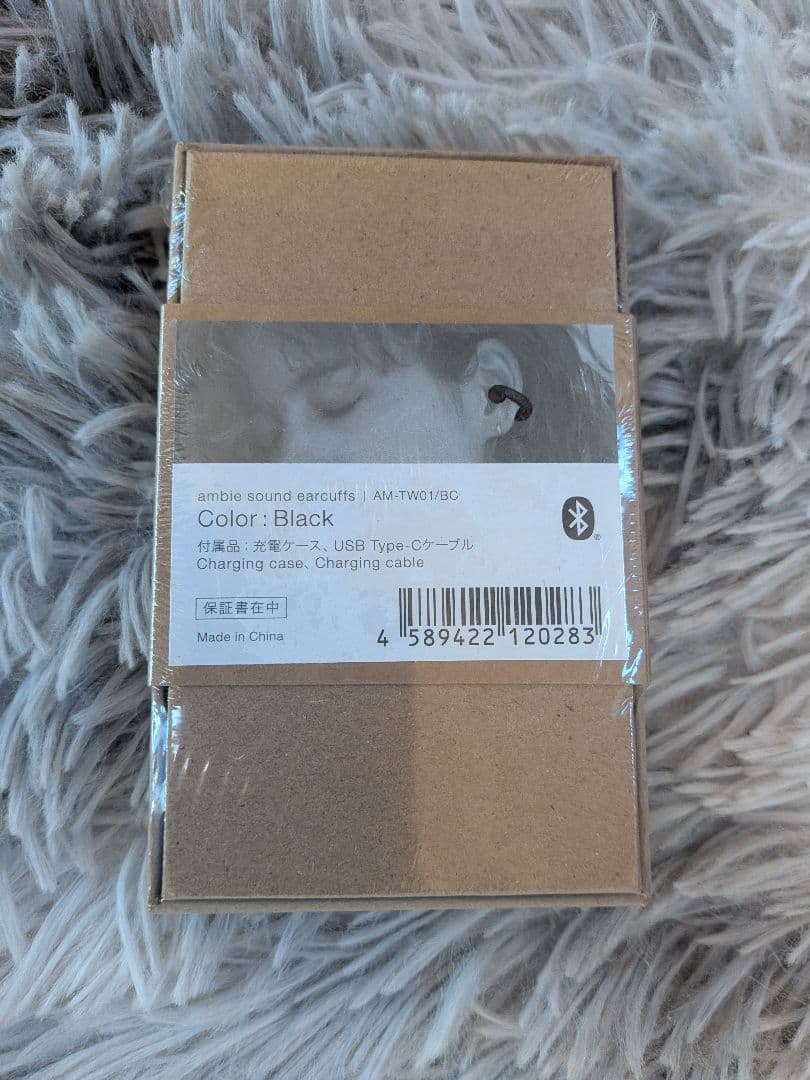 ambie sound earcuffs | AM-TW01/BC
Color : Black
付属品 : 充電ケース、USB Type-Cケーブル
Charging case、Charging cable
保証書在中
Made in China
4 589422 120283